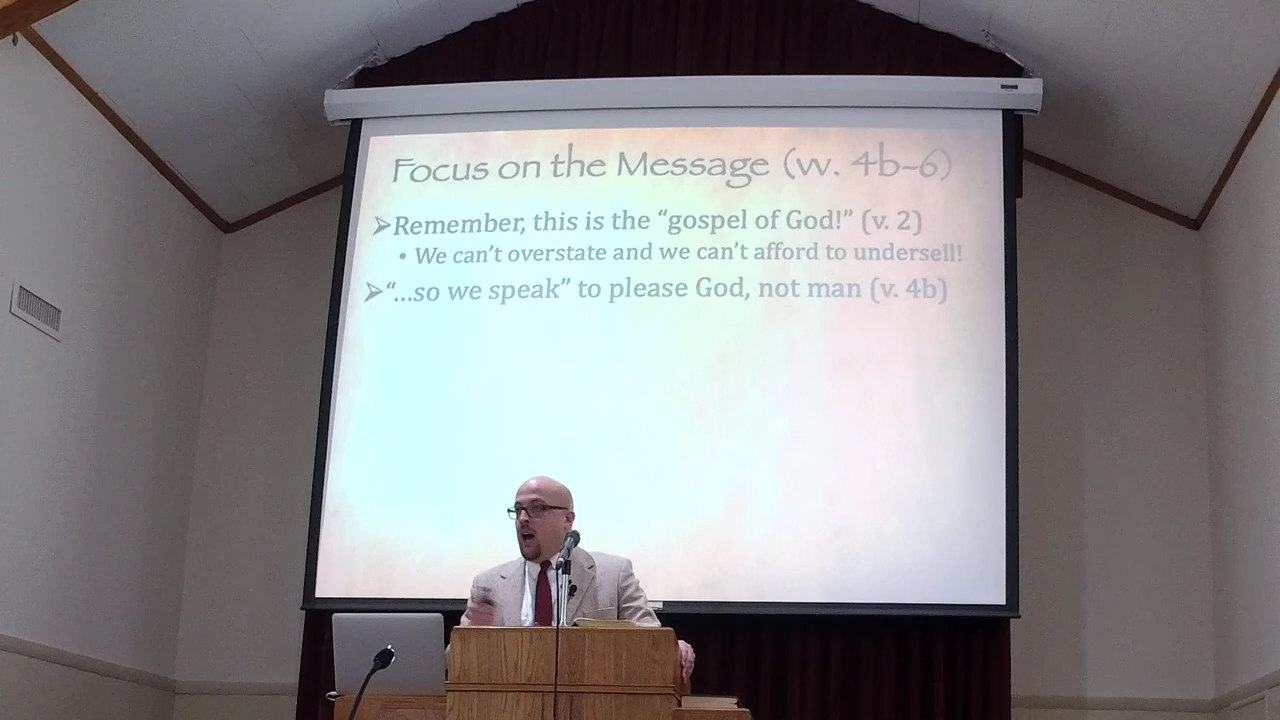 Focus on the Message (vv. 4b-6)
➢Remember, this is the “gospel of God!” (v. 2)
• We can’t overstate and we can’t afford to undersell!
➢“...so we speak” to please God, not man (v. 4b)